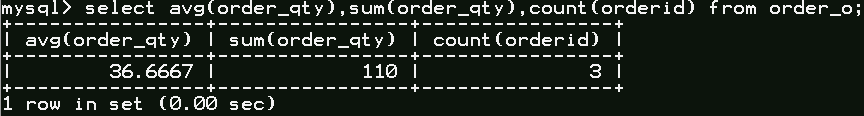 mysql> select avg(order_qty),sum(order_qty),count(orderid) from order_o;
+----------------+----------------+----------------+
| avg(order_qty) | sum(order_qty) | count(orderid) |
+----------------+----------------+----------------+
|        36.6667 |            110 |              3 |
+----------------+----------------+----------------+
1 row in set (0.00 sec)